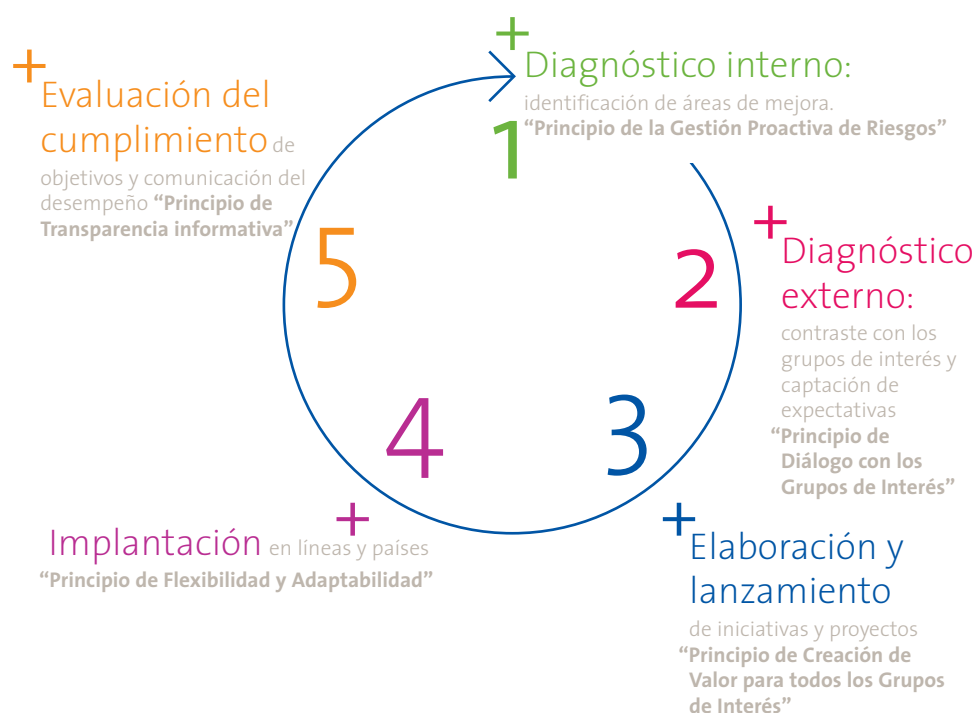 +
Diagnóstico interno:
identificación de áreas de mejora.
“Principio de la Gestión Proactiva de Riesgos”
1
+
Diagnóstico
externo:
contraste con los
grupos de interés y
captación de
expectativas
“Principio de
Diálogo con los
Grupos de Interés”
2
+
Elaboración y
lanzamiento
de iniciativas y proyectos
“Principio de Creación de
Valor para todos los Grupos
de Interés”
3
+
Implantación en líneas y países
“Principio de Flexibilidad y Adaptabilidad”
4
+
Evaluación del
cumplimiento de
objetivos y comunicación del
desempeño “Principio de
Transparencia informativa”
5